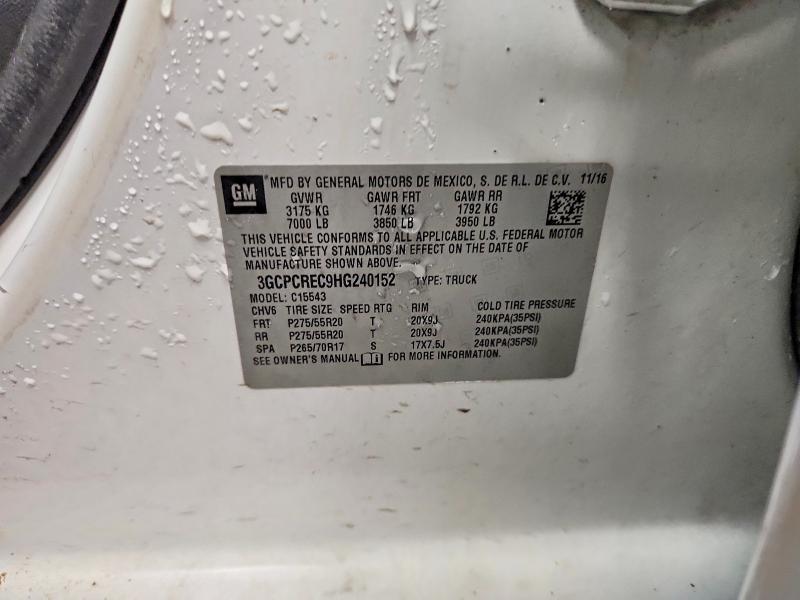 GM ® MFD BY GENERAL MOTORS DE MEXICO, S. DE R.L. DE C.V. 11/16
GVWR GAWR FRT GAWR RR
3175 KG 1746 KG 1792 KG
7000 LB 3850 LB 3950 LB
THIS VEHICLE CONFORMS TO ALL APPLICABLE U.S. FEDERAL MOTOR
VEHICLE SAFETY STANDARDS IN EFFECT ON THE DATE OF
MANUFACTURE SHOWN ABOVE.
3GCPCREC9HG240152 TYPE: TRUCK
MODEL: C15543
CHV6 TIRE SIZE SPEED RTG RIM COLD TIRE PRESSURE
FRT P275/55R20 T 20X9J 240KPA(35PSI)
RR P275/55R20 T 20X9J 240KPA(35PSI)
SPA P265/70R17 S 17X7.5J 240KPA(35PSI)
SEE OWNER'S MANUAL FOR MORE INFORMATION.